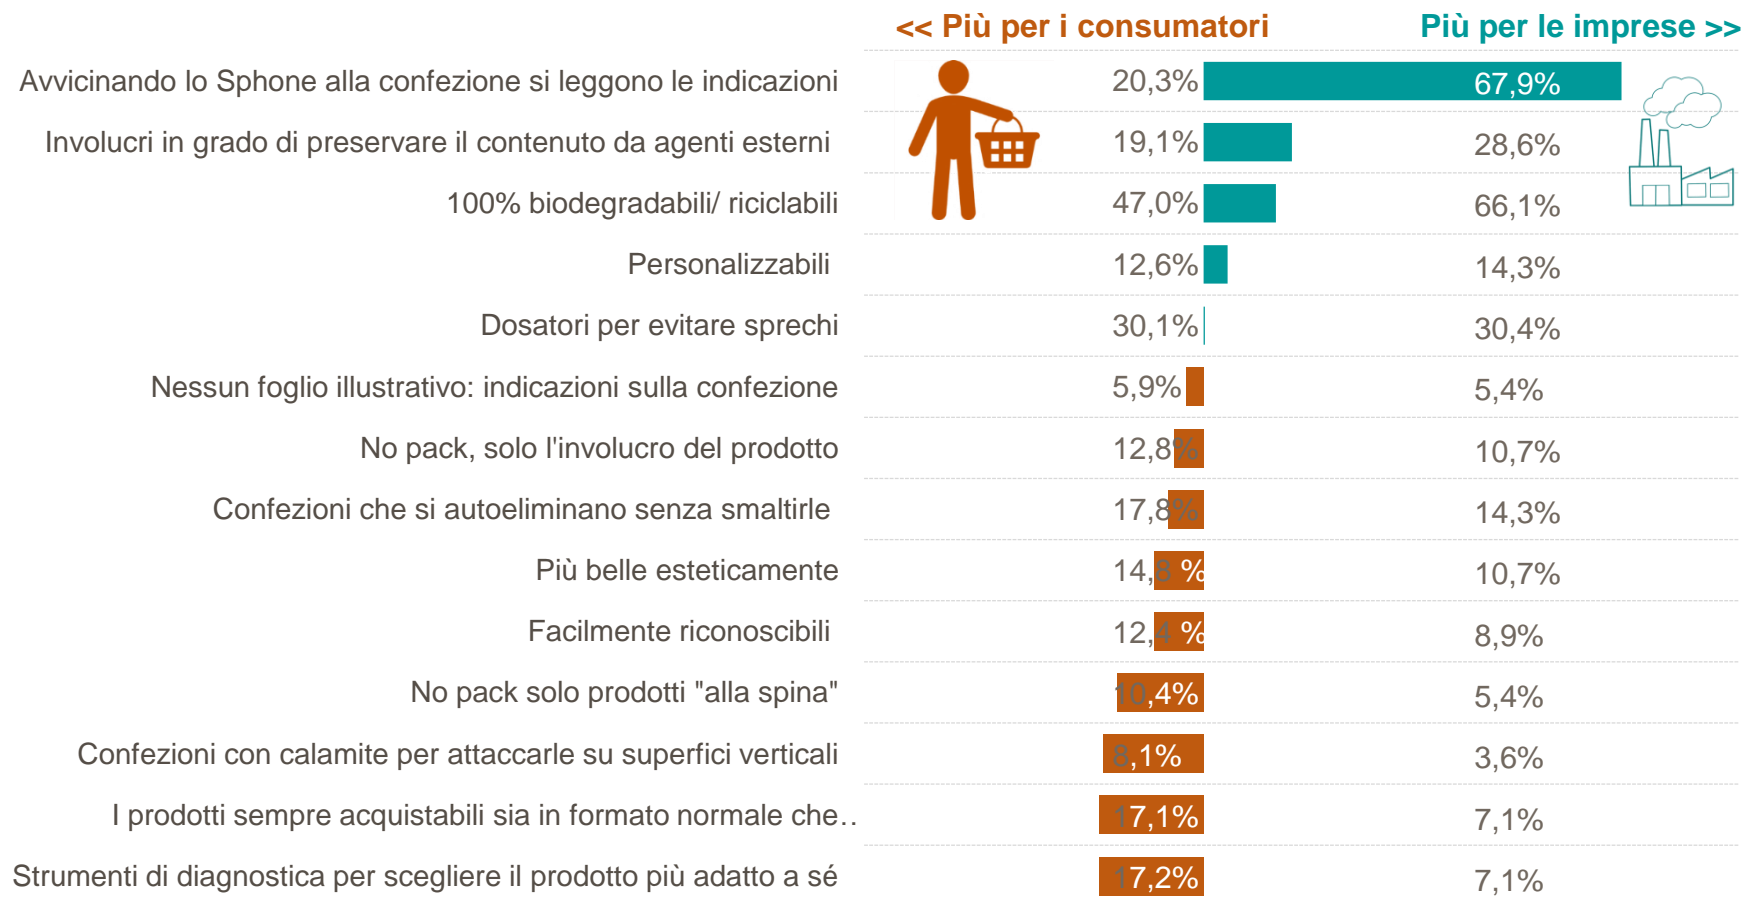 << Più per i consumatori Più per le imprese >>
Avvicinando lo Sphone alla confezione si leggono le indicazioni 20,3% 67,9%
Involucri in grado di preservare il contenuto da agenti esterni 19,1% 28,6%
100% biodegradabili/ riciclabili 47,0% 66,1%
Personalizzabili 12,6% 14,3%
Dosatori per evitare sprechi 30,1% 30,4%
Nessun foglio illustrativo: indicazioni sulla confezione 5,9% 5,4%
No pack, solo l'involucro del prodotto 12,8% 10,7%
Confezioni che si autoeliminano senza smaltirle 17,8% 14,3%
Più belle esteticamente 14,8 % 10,7%
Facilmente riconoscibili 12,4 % 8,9%
No pack solo prodotti "alla spina" 10,4% 5,4%
Confezioni con calamite per attaccarle su superfici verticali 8,1% 3,6%
I prodotti sempre acquistabili sia in formato normale che.. 17,1% 7,1%
Strumenti di diagnostica per scegliere il prodotto più adatto a sé 17,2% 7,1%